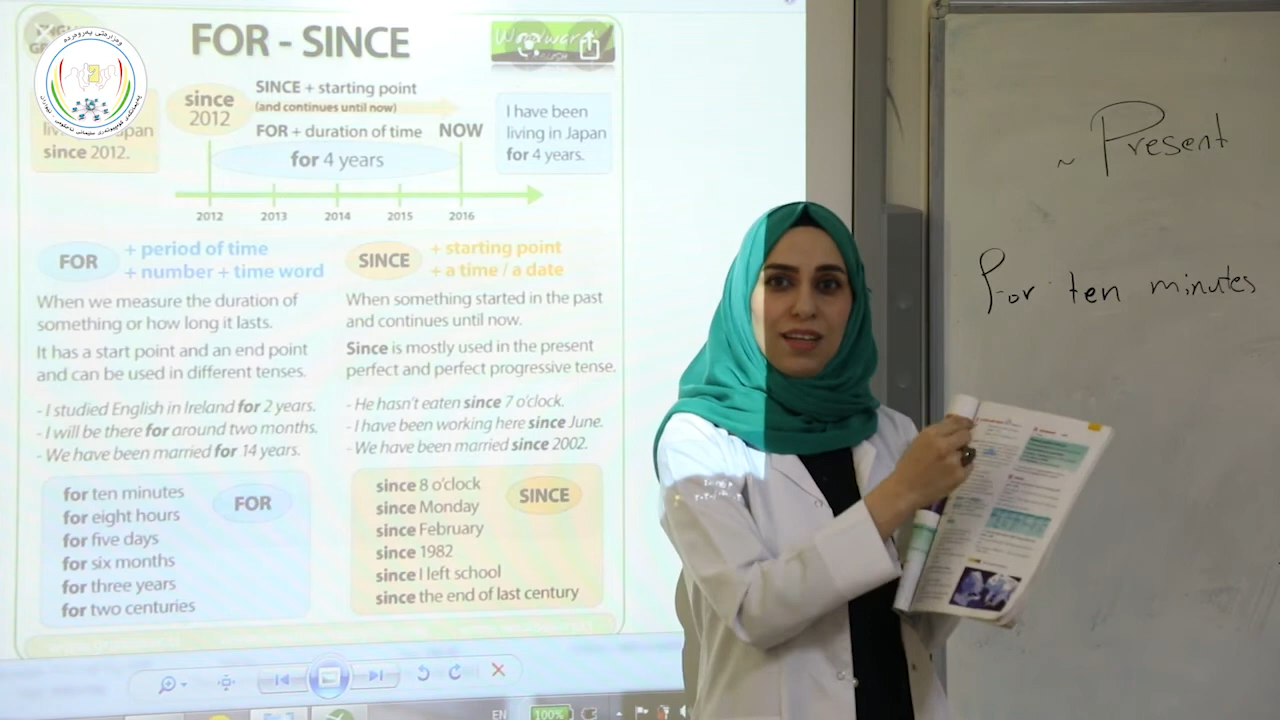 FOR - SINCE
Woodward
English
since
2012
SINCE + starting point
(and continues until now)
FOR + duration of time
NOW
for 4 years
since 2012.
I have been
living in Japan
for 4 years.
2012 2013 2014 2015 2016
FOR
+ period of time
+ number + time word
When we measure the duration of
something or how long it lasts.
It has a start point and an end point
and can be used in different tenses.
- I studied English in Ireland for 2 years.
- I will be there for around two months.
- We have been married for 14 years.
for ten minutes
for eight hours
for five days
for six months
for three years
for two centuries
FOR
SINCE
+ starting point
+ a time / a date
When something started in the past
and continues until now.
Since is mostly used in the present
perfect and perfect progressive tense.
- He hasn't eaten since 7 o'clock.
- I have been working here since June.
- We have been married since 2002.
since 8 o'clock
since Monday
since February
since 1982
since I left school
since the end of last century
SINCE
EN
100%
~ Present
For ten minutes